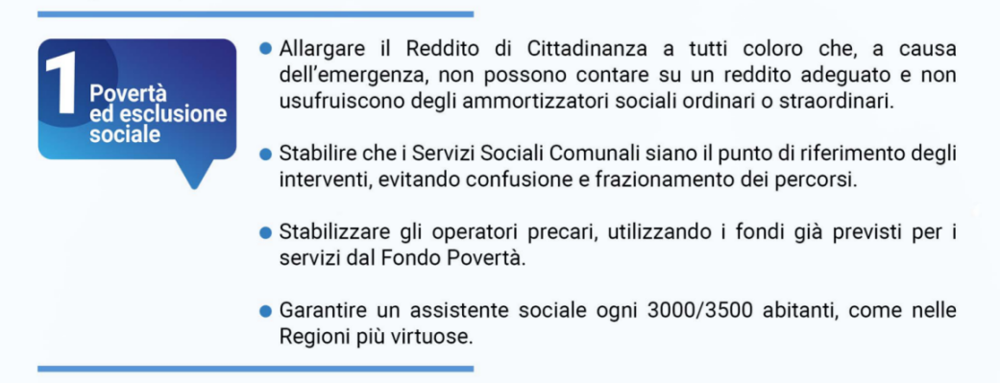 1
Povertà
ed esclusione
sociale
Allargare il Reddito di Cittadinanza a tutti coloro che, a causa
dell'emergenza, non possono contare su un reddito adeguato e non
usufruiscono degli ammortizzatori sociali ordinari o straordinari.
Stabilire che i Servizi Sociali Comunali siano il punto di riferimento degli
interventi, evitando confusione e frazionamento dei percorsi.
Stabilizzare gli operatori precari, utilizzando i fondi già previsti per i
servizi dal Fondo Povertà.
Garantire un assistente sociale ogni 3000/3500 abitanti, come nelle
Regioni più virtuose.